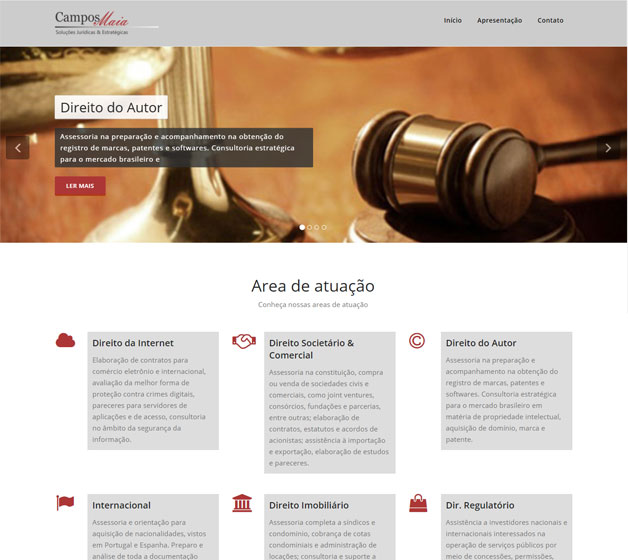 CamposMaia
Soluções Jurídicas & Estratégicas
Início Apresentação Contato
Direito do Autor
Assessoria na preparação e acompanhamento na obtenção do
registro de marcas, patentes e softwares. Consultoria estratégica
para o mercado brasileiro e
LER MAIS
Area de atuação
Conheça nossas areas de atuação
Direito da Internet
Elaboração de contratos para
comércio eletrônio e internacional,
avaliação da melhor forma de
proteção contra crimes digitais,
pareceres para servidores de
aplicações e de acesso, consultoria
no âmbito da segurança da
informação.
Direito Societário &
Comercial
Assessoria na constituição, compra
ou venda de sociedades civis e
comerciais, como joint ventures,
consórcios, fundações e parcerias,
entre outras; elaboração de
contratos, estatutos e acordos de
acionistas; assistência à importação
e exportação, elaboração de estudos
e pareceres.
Direito do Autor
Assessoria na preparação e
acompanhamento na obtenção do
registro de marcas, patentes e
softwares. Consultoria estratégica
para o mercado brasileiro em
matéria de propriedade intelectual,
aquisição de domínio, marca e
patente.
Internacional
Assessoria e orientação para
aquisição de nacionalidades, vistos
em Portugal e Espanha. Preparo e
análise de toda a documentação
Direito Imobiliário
Assessoria completa a síndicos e
condomínio, cobrança de cotas
condominiais e administração de
locações; consultoria e suporte a
Dir. Regulatório
Assistência a investidores nacionais e
internacionais interessados na
operação de serviços públicos por
meio de concessões, permissões,